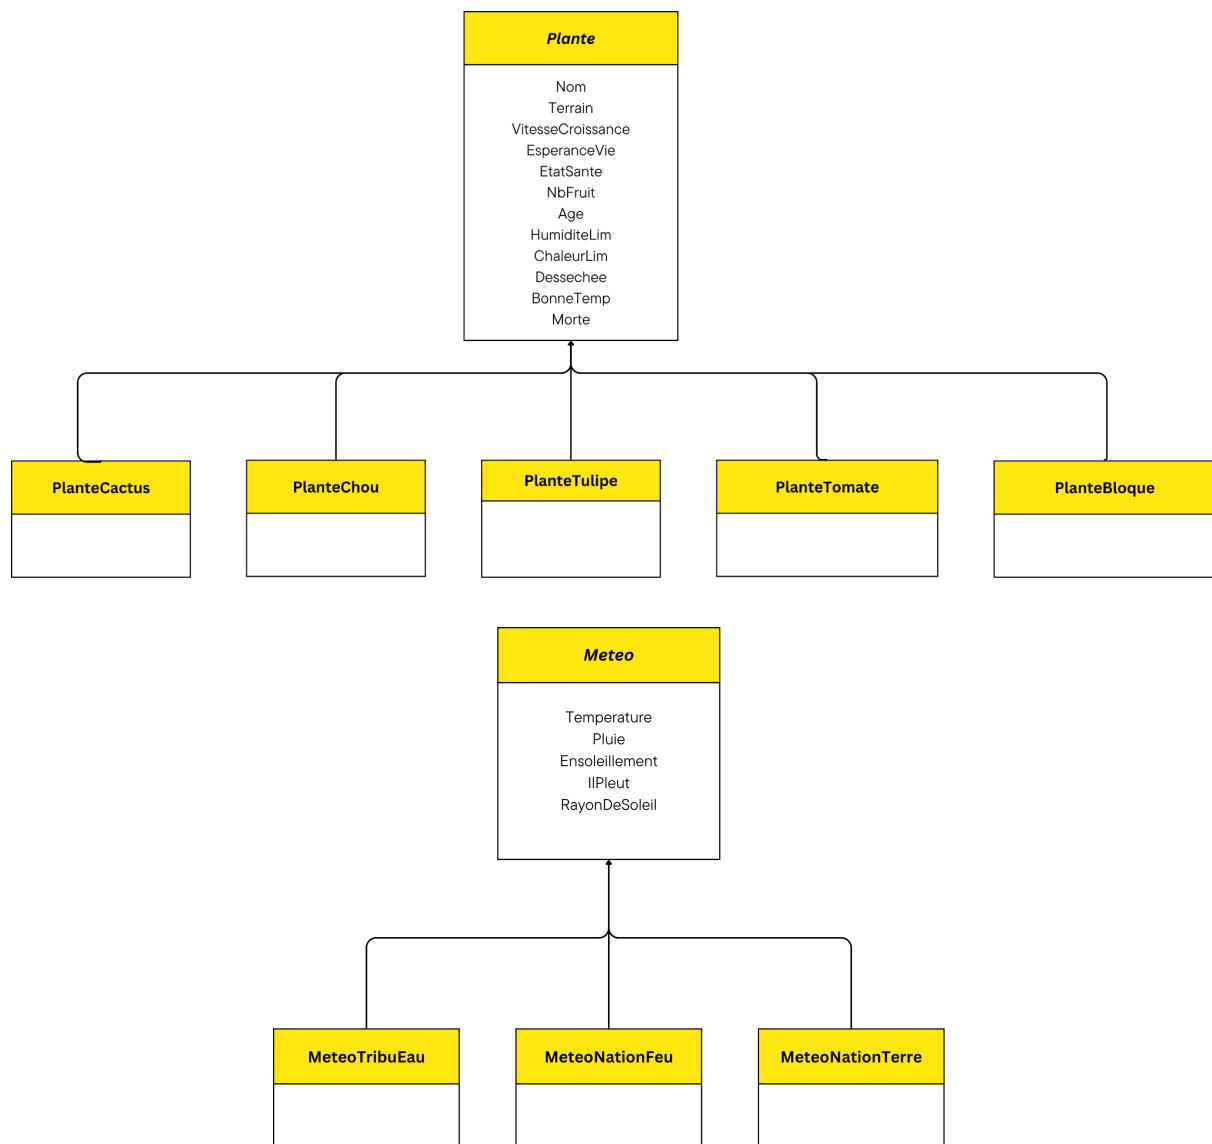 Plante
Nom
Terrain
VitesseCroissance
EsperanceVie
EtatSante
NbFruit
Age
HumiditeLim
ChaleurLim
Dessechee
BonneTemp
Morte
PlanteCactus
PlanteChou
PlanteTulipe
PlanteTomate
PlanteBloque
Meteo
Temperature
Pluie
Ensoleillement
IlPleut
RayonDeSoleil
MeteoTribuEau
MeteoNationFeu
MeteoNationTerre